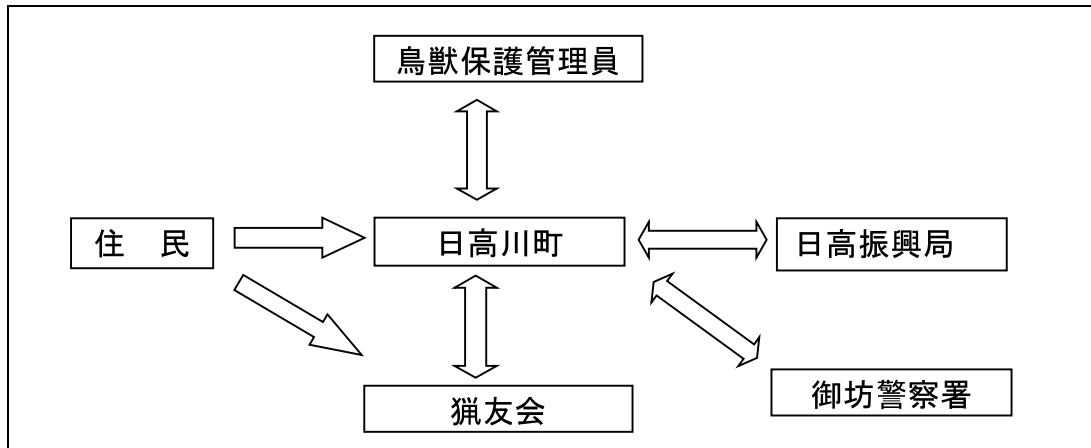 鳥獣保護管理員
住　民
日高川町
日高振興局
猟友会
御坊警察署